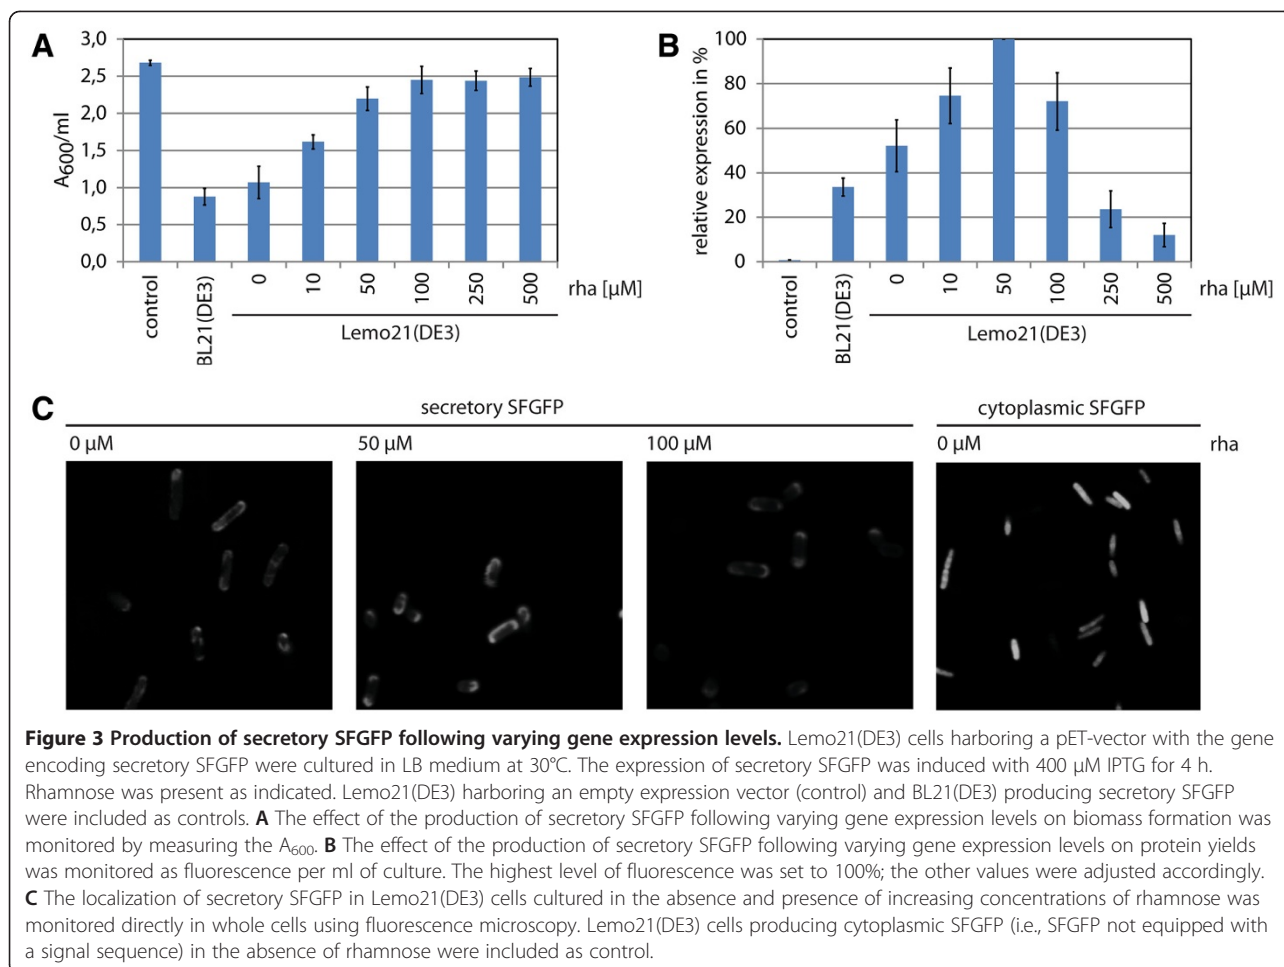 A
3,0
2,5
2,0
1,5
1,0
0,5
0,0
A600/ml
control
BL21(DE3)
0
10
50
100
250
500
rha [µM]
Lemo21(DE3)
B
100
80
60
40
20
0
relative expression in %
control
BL21(DE3)
0
10
50
100
250
500
rha [µM]
Lemo21(DE3)
C
secretory SFGFP
cytoplasmic SFGFP
0 µM
50 µM
100 µM
0 µM
rha
Figure 3 Production of secretory SFGFP following varying gene expression levels. Lemo21(DE3) cells harboring a pET-vector with the gene
encoding secretory SFGFP were cultured in LB medium at 30°C. The expression of secretory SFGFP was induced with 400 µM IPTG for 4 h.
Rhamnose was present as indicated. Lemo21(DE3) harboring an empty expression vector (control) and BL21(DE3) producing secretory SFGFP
were included as controls. A The effect of the production of secretory SFGFP following varying gene expression levels on biomass formation was
monitored by measuring the A600. B The effect of the production of secretory SFGFP following varying gene expression levels on protein yields
was monitored as fluorescence per ml of culture. The highest level of fluorescence was set to 100%; the other values were adjusted accordingly.
C The localization of secretory SFGFP in Lemo21(DE3) cells cultured in the absence and presence of increasing concentrations of rhamnose was
monitored directly in whole cells using fluorescence microscopy. Lemo21(DE3) cells producing cytoplasmic SFGFP (i.e., SFGFP not equipped with
a signal sequence) in the absence of rhamnose were included as control.